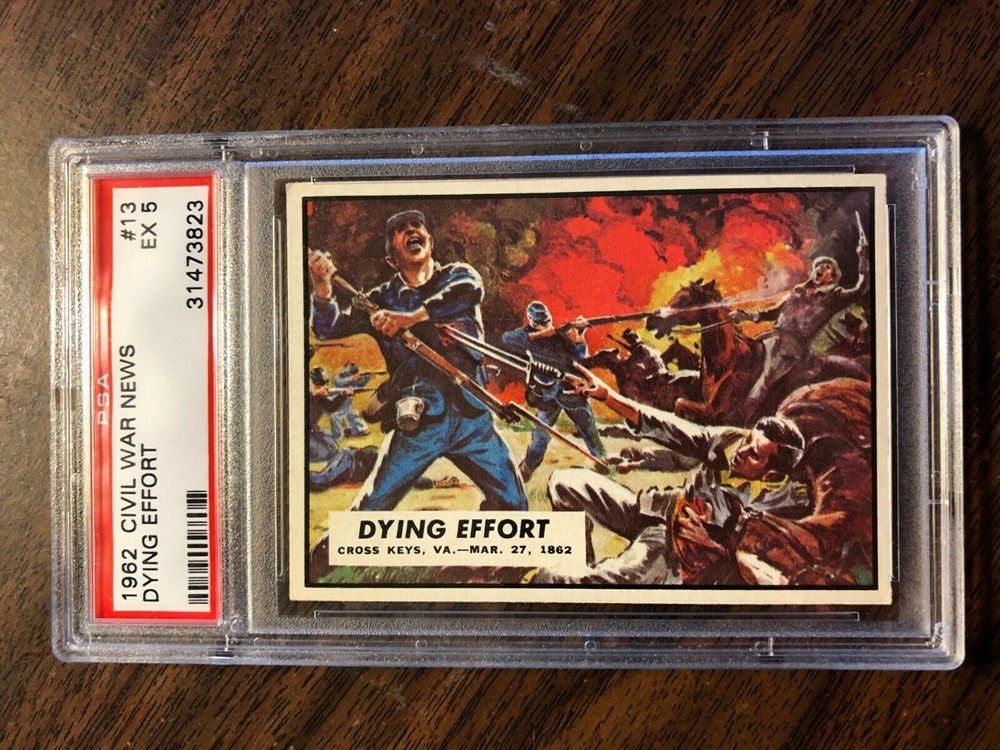 1962 CIVIL WAR NEWS #13
DYING EFFORT EX 5
PSA 31473823
DYING EFFORT
CROSS KEYS, VA.—MAR. 27, 1862